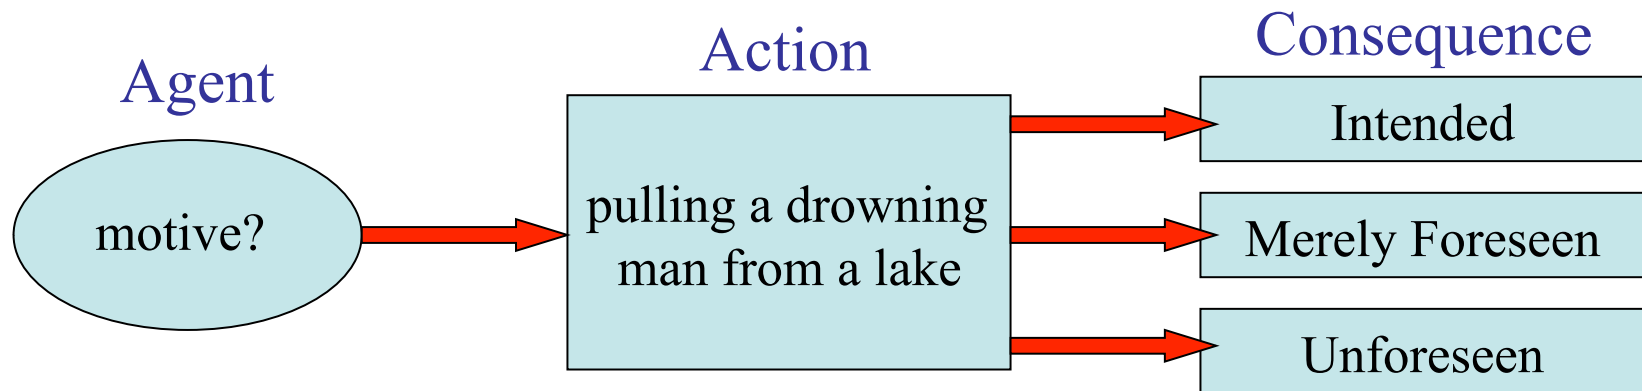 Agent
Action
Consequence
motive?
pulling a drowning
man from a lake
Intended
Merely Foreseen
Unforeseen